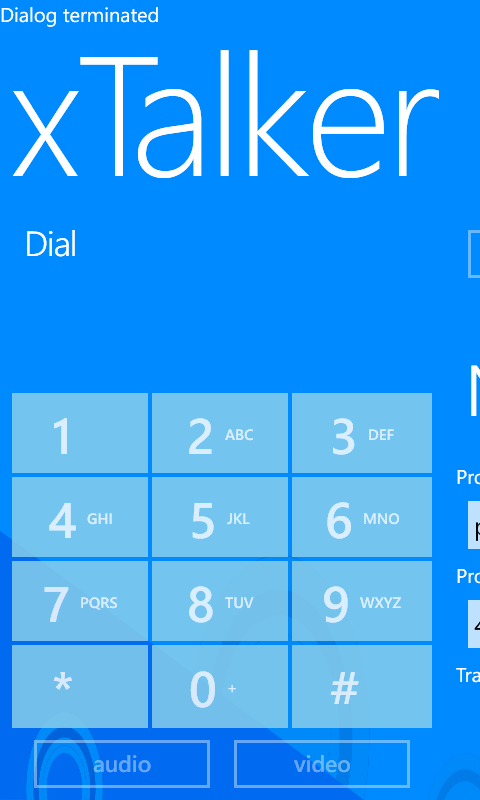 Dialog terminated
xTalker
Dial
1
2 ABC
3 DEF
4 GHI
5 JKL
6 MNO
7 PQRS
8 TUV
9 WXYZ
*
0 +
#
audio
video